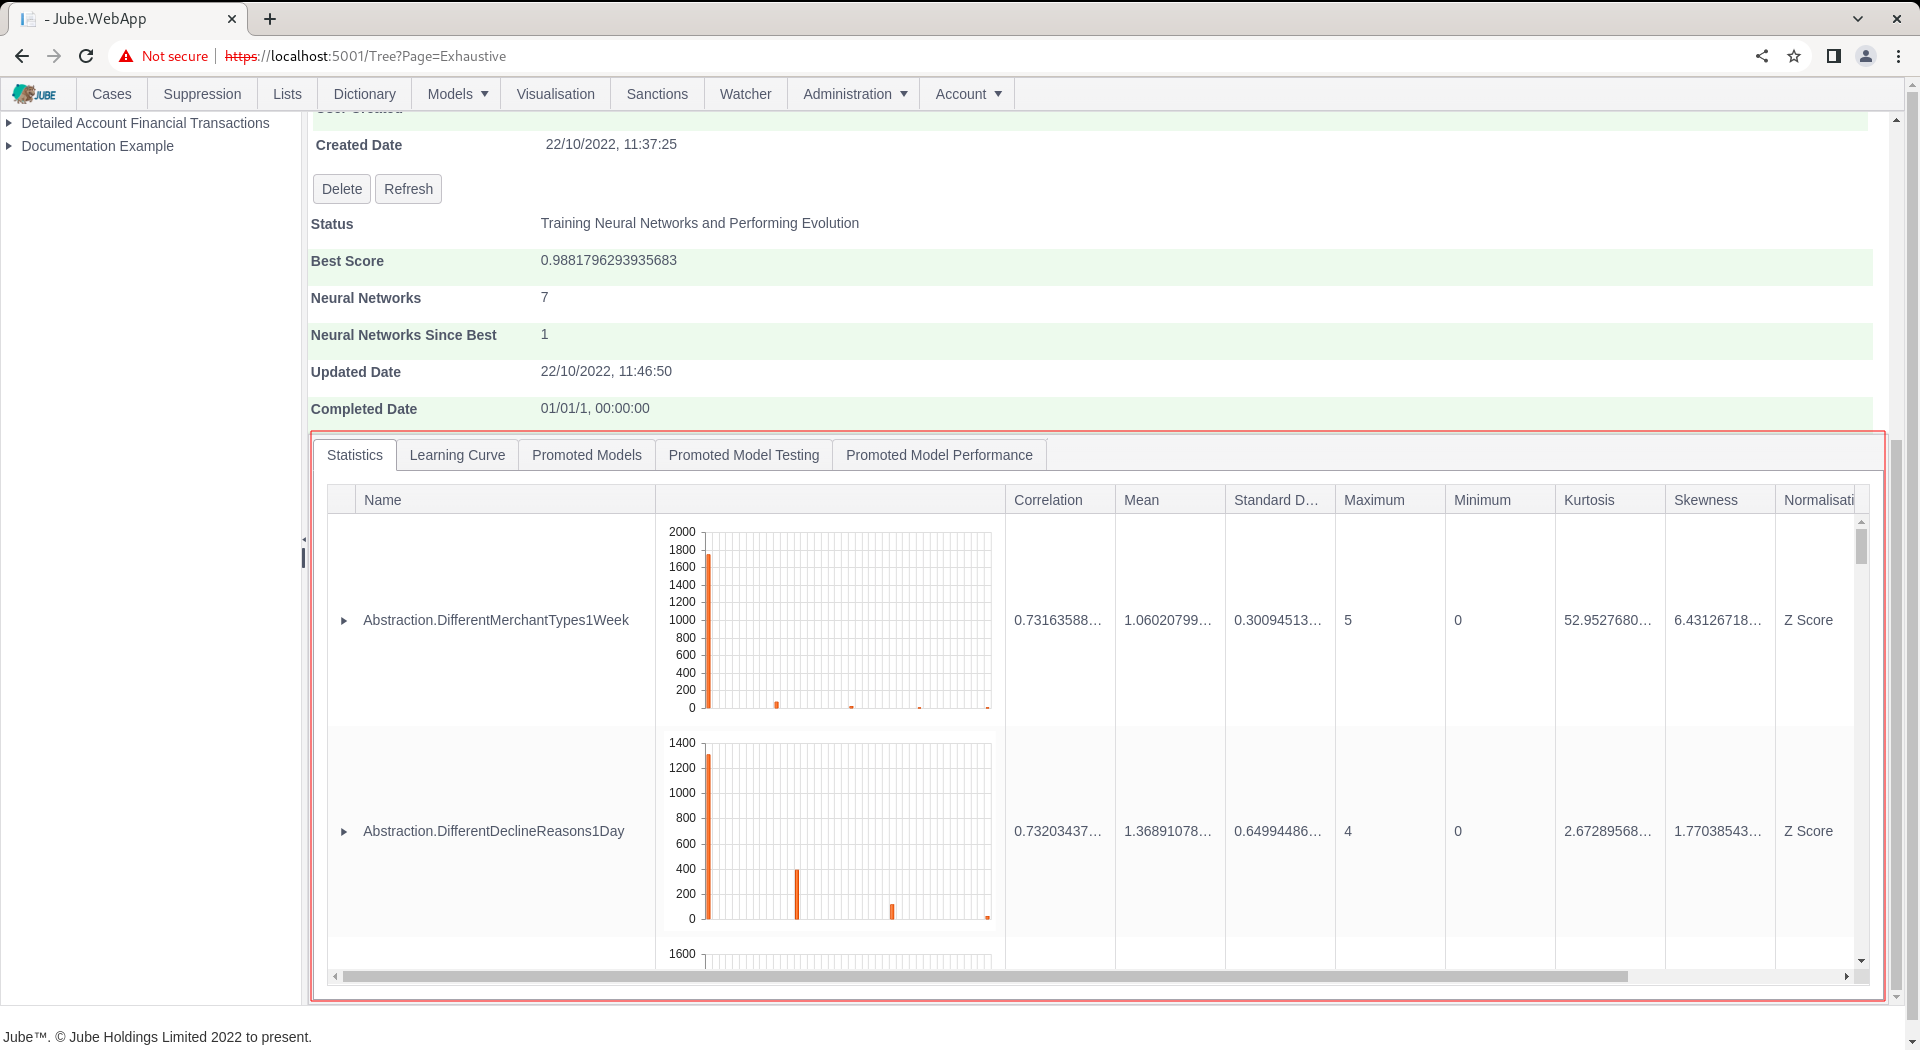 - Jube.WebApp
Not secure https://localhost:5001/Tree?Page=Exhaustive
JUBE Cases Suppression Lists Dictionary Models Visualisation Sanctions Watcher Administration Account
Detailed Account Financial Transactions
Documentation Example
Created Date 22/10/2022, 11:37:25
Delete Refresh
Status Training Neural Networks and Performing Evolution
Best Score 0.9881796293935683
Neural Networks 7
Neural Networks Since Best 1
Updated Date 22/10/2022, 11:46:50
Completed Date 01/01/1, 00:00:00
Statistics Learning Curve Promoted Models Promoted Model Testing Promoted Model Performance
Name Correlation Mean Standard D... Maximum Minimum Kurtosis Skewness Normalisati
2000
1800
1600
1400
1200
1000
800
600
400
200
0
Abstraction.DifferentMerchantTypes1Week 0.73163588... 1.06020799... 0.30094513... 5 0 52.9527680... 6.43126718... Z Score
1400
1200
1000
800
600
400
200
0
Abstraction.DifferentDeclineReasons1Day 0.73203437... 1.36891078... 0.64994486... 4 0 2.67289568... 1.77038543... Z Score
1600
Jube™. © Jube Holdings Limited 2022 to present.